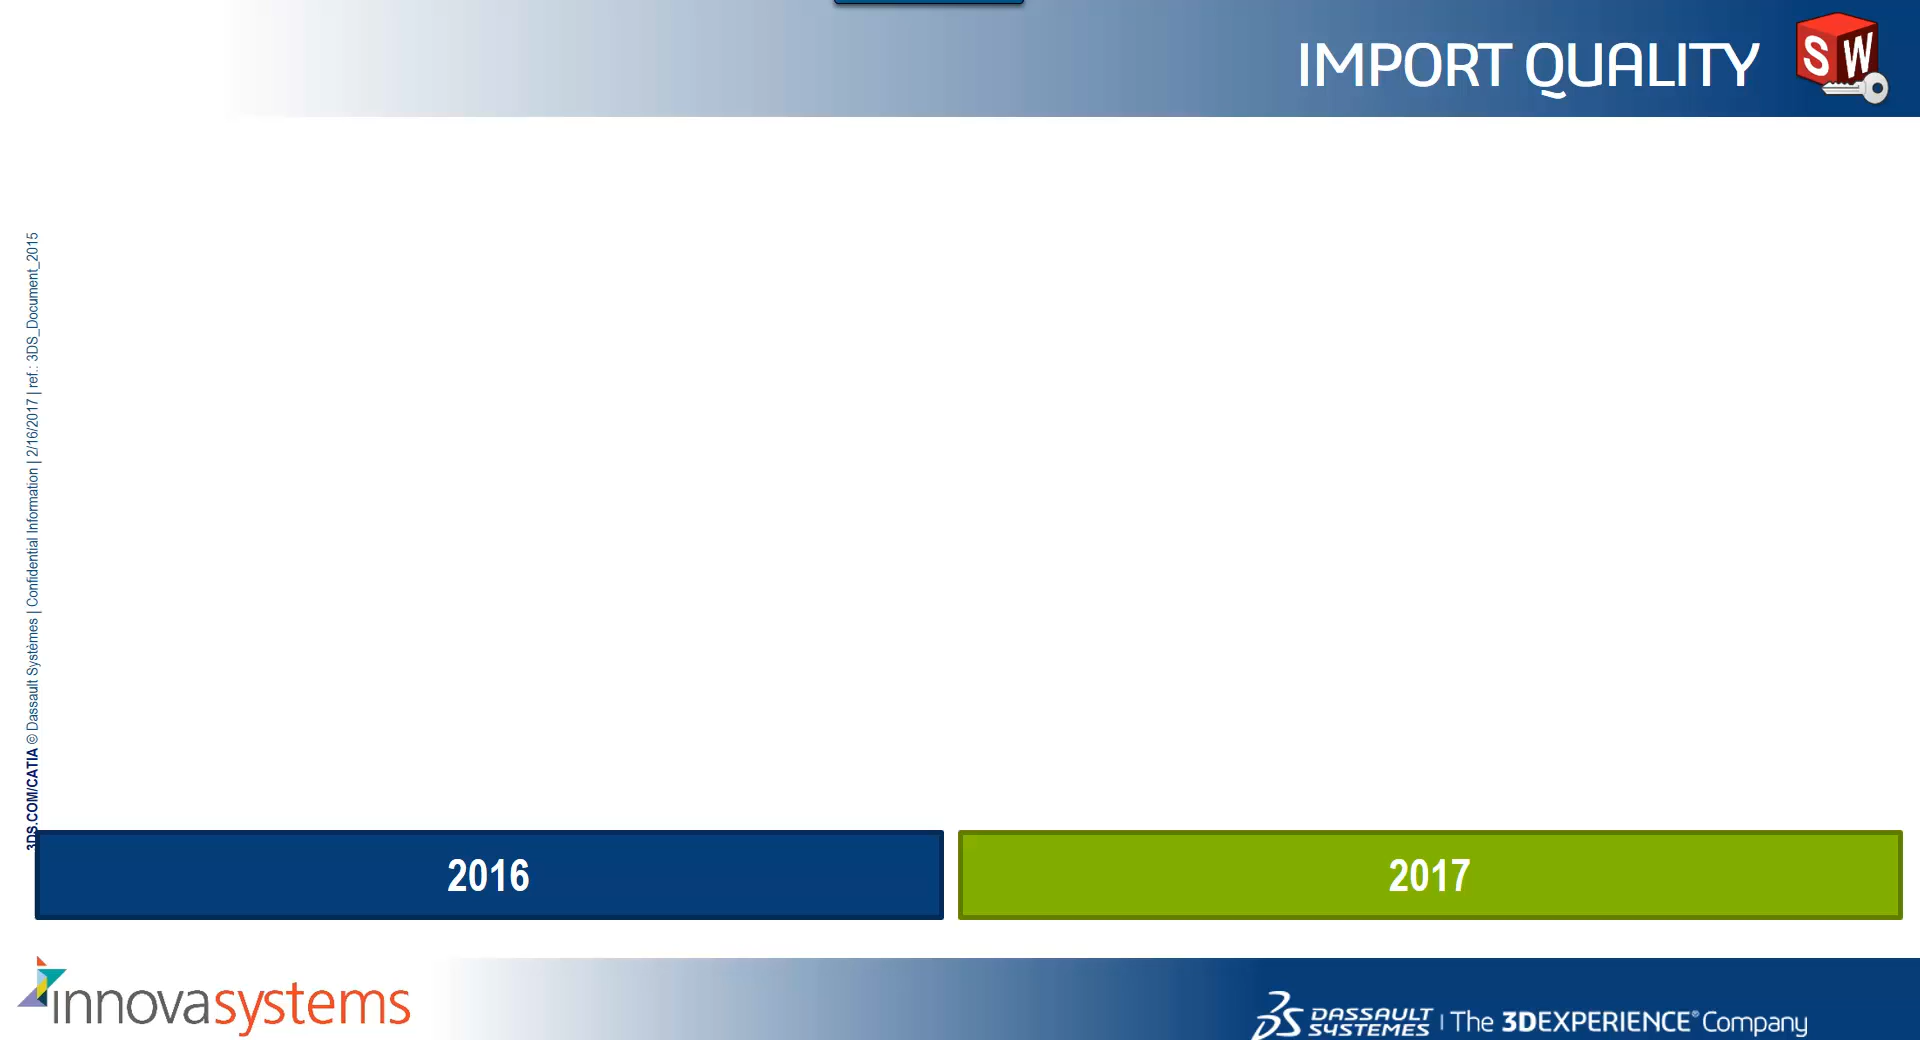 IMPORT QUALITY
SW
3DS.COM/CATIA © Dassault Systèmes | Confidential Information | 2/16/2017 | ref.: 3DS_Document_2015
2016
2017
innovasystems
DASSAULT SYSTEMES | The 3DEXPERIENCE® Company